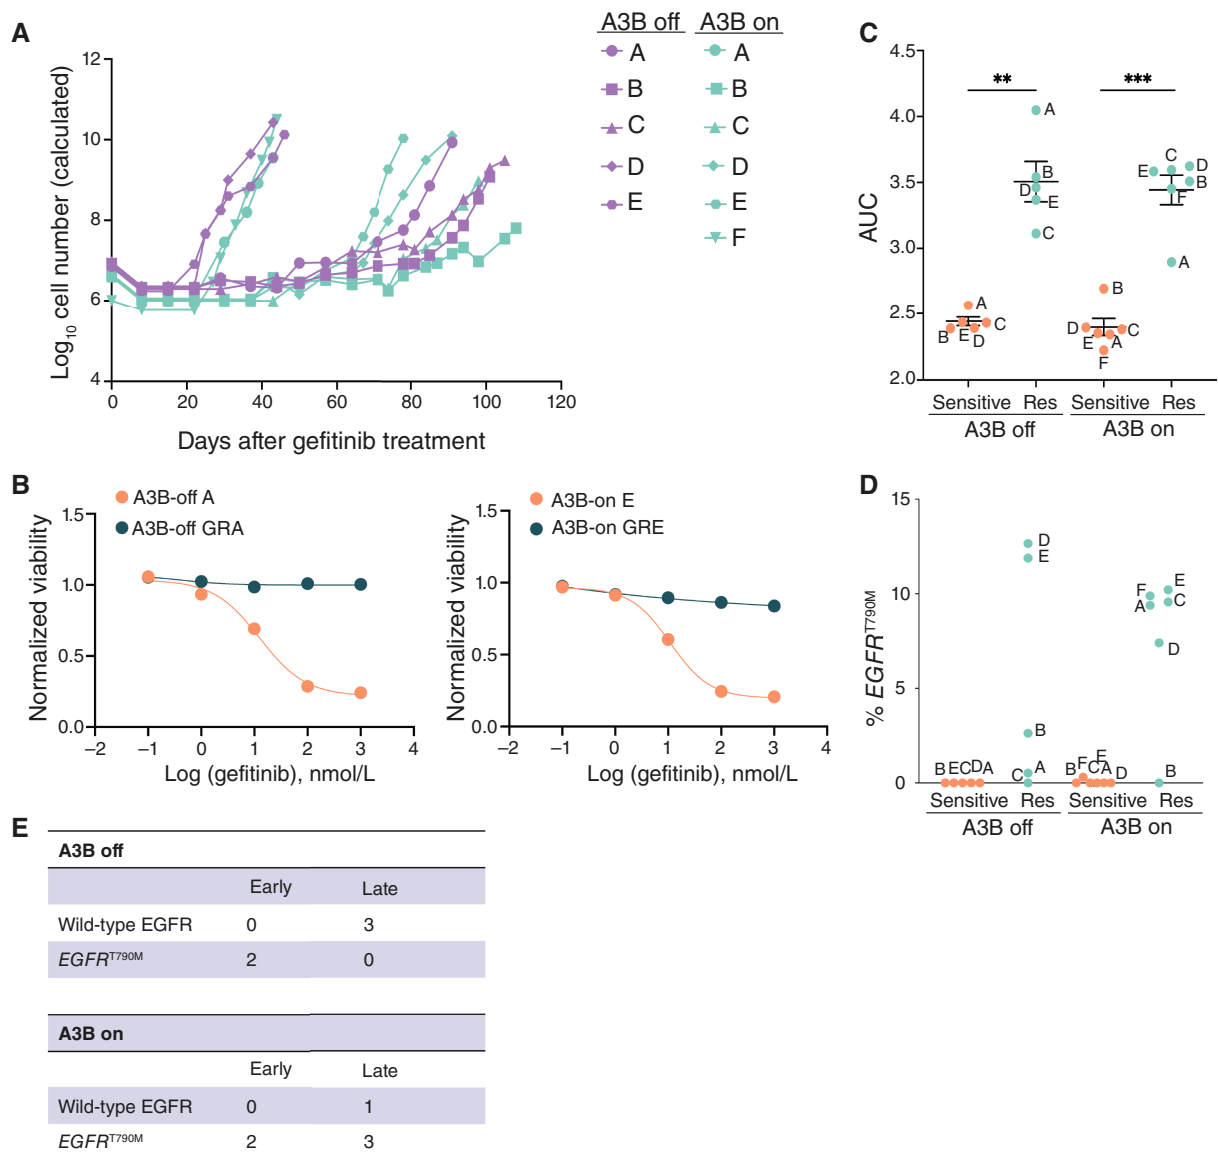 A
Log10 cell number (calculated)
12
10
8
6
4
0 20 40 60 80 100 120
Days after gefitinib treatment
A3B off A3B on
A A
B B
C C
D D
E E
F
C
AUC
4.5
4.0
3.5
3.0
2.5
2.0
** ***
A
B
D
E
C
A
B
E
D
C
C
E
D
B
F
A
B
D
C
E
A
F
Sensitive Res Sensitive Res
A3B off A3B on
B
A3B-off A
A3B-off GRA
Normalized viability
1.5
1.0
0.5
0.0
−2 −1 0 1 2 3 4
Log (gefitinib), nmol/L
A3B-on E
A3B-on GRE
Normalized viability
1.5
1.0
0.5
0.0
−2 −1 0 1 2 3 4
Log (gefitinib), nmol/L
D
% EGFRT790M
15
10
5
0
D
E
B
A
C
B E C D A
F
E
A
C
D
B
E
B F C A D
Sensitive Res Sensitive Res
A3B off A3B on
E
A3B off
Early Late
Wild-type EGFR 0 3
EGFRT790M 2 0
A3B on
Early Late
Wild-type EGFR 0 1
EGFRT790M 2 3